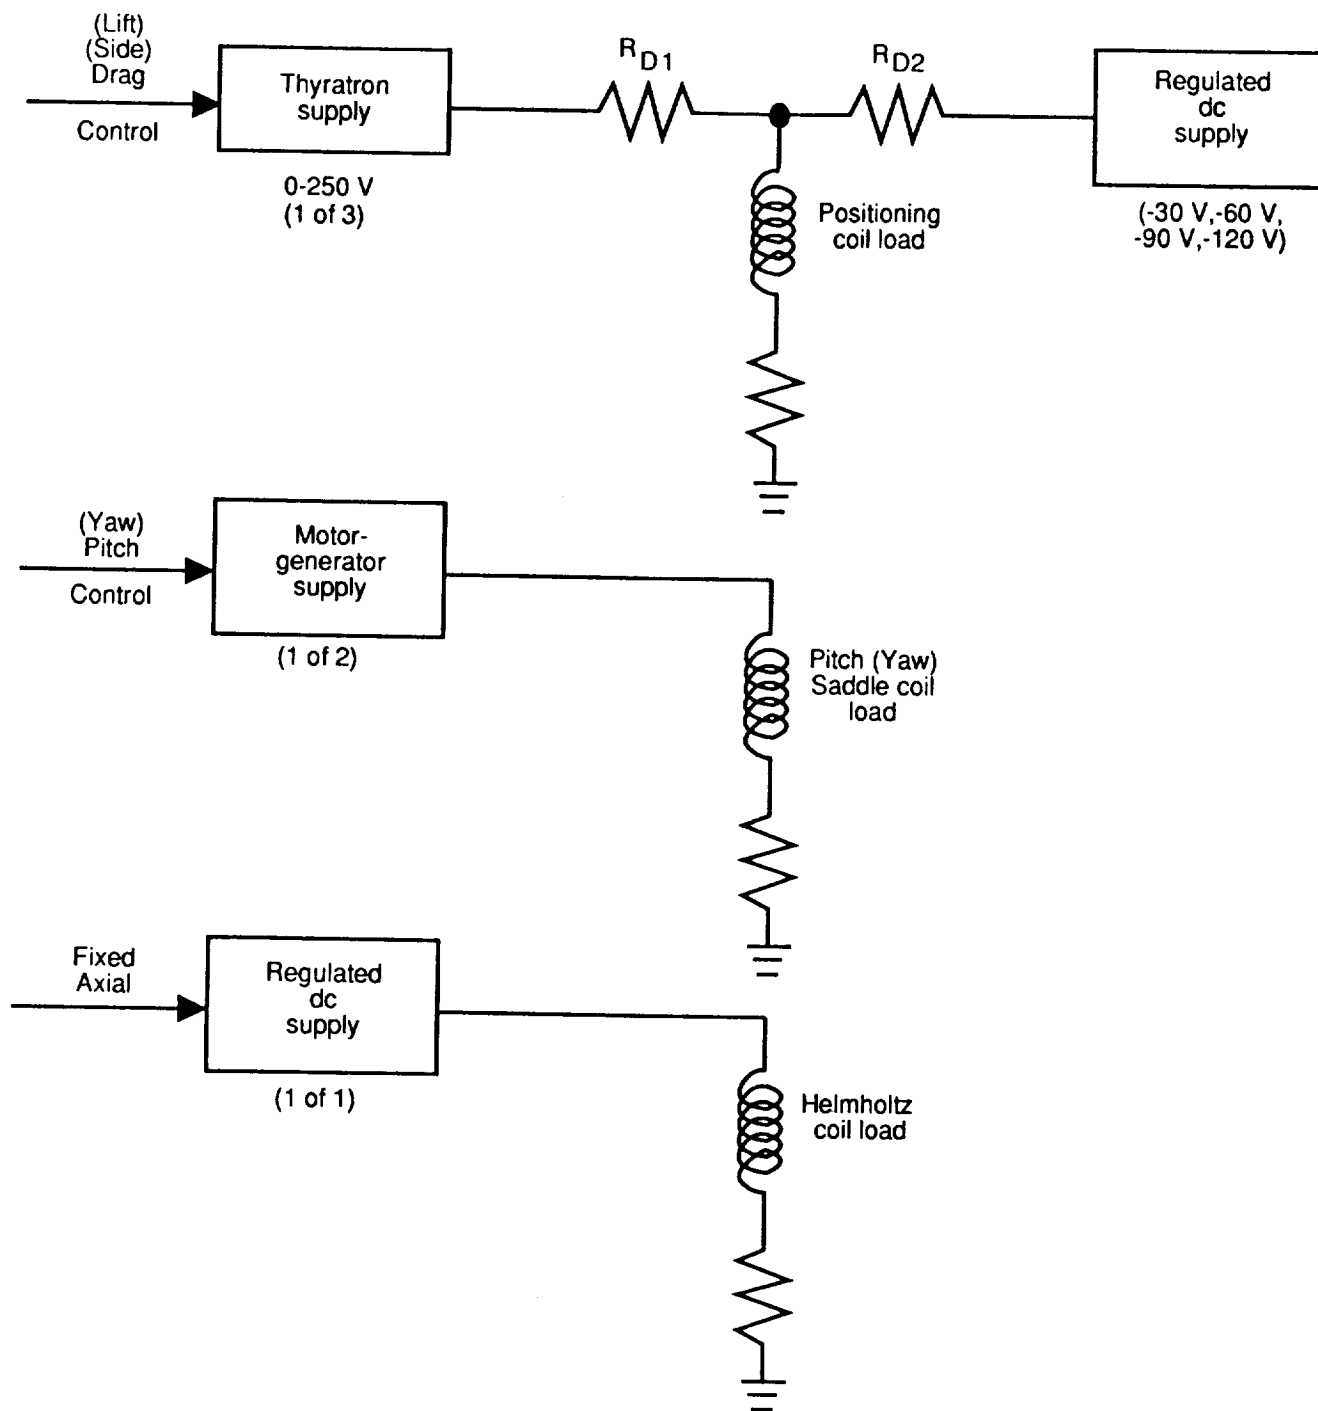 (Lift)
(Side)
Drag
Control
Thyratron
supply
0-250 V
(1 of 3)
R D1
R D2
Regulated
dc
supply
(-30 V,-60 V,
-90 V,-120 V)
Positioning
coil load
(Yaw)
Pitch
Control
Motor-
generator
supply
(1 of 2)
Pitch (Yaw)
Saddle coil
load
Fixed
Axial
Regulated
dc
supply
(1 of 1)
Helmholtz
coil load